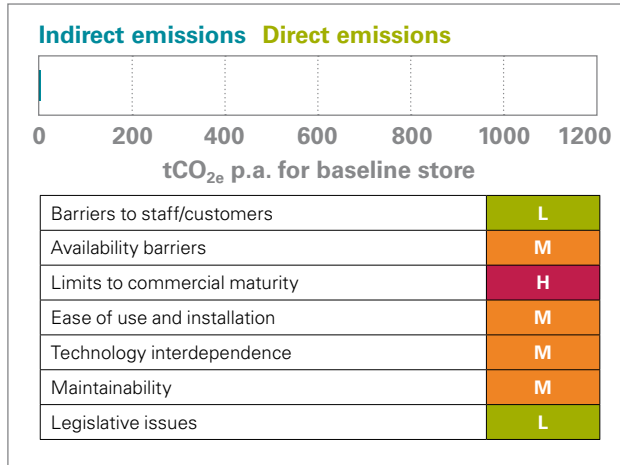 Indirect emissions Direct emissions
0 200 400 600 800 1000 1200
tCO2e p.a. for baseline store
Barriers to staff/customers L
Availability barriers M
Limits to commercial maturity H
Ease of use and installation M
Technology interdependence M
Maintainability M
Legislative issues L